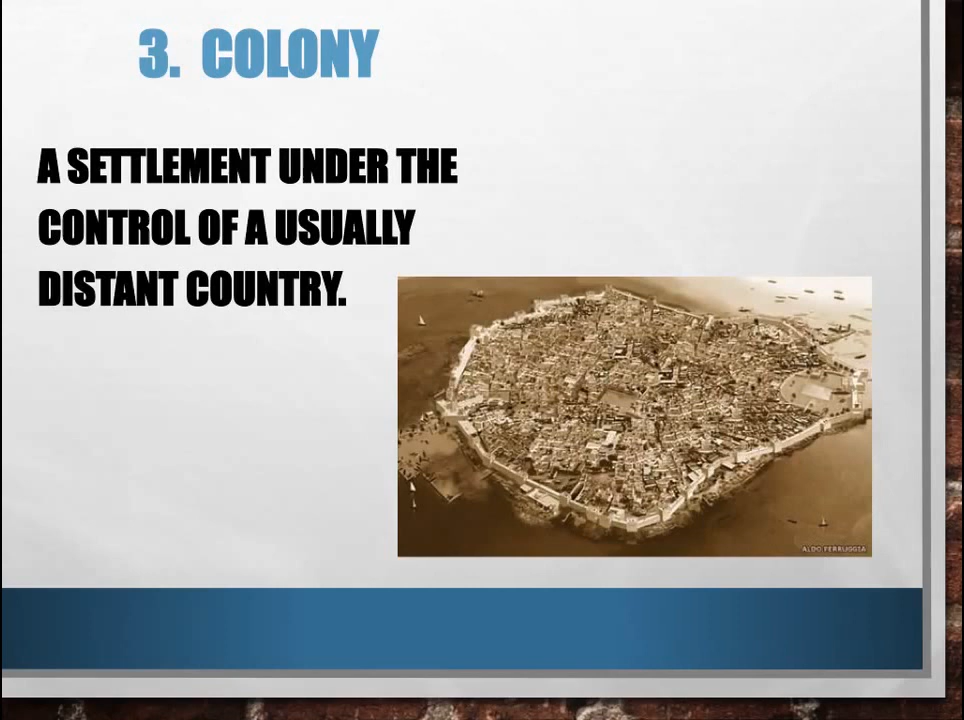 3. COLONY
A SETTLEMENT UNDER THE
CONTROL OF A USUALLY
DISTANT COUNTRY.
ALDO FERRUGGIA